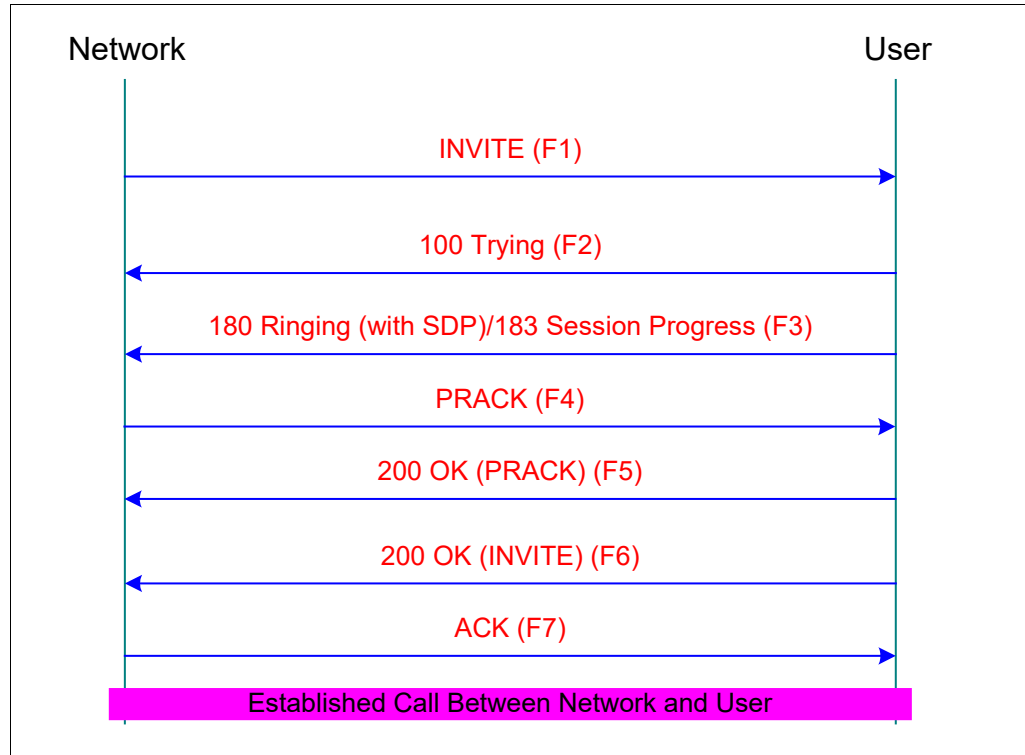 Network
User
INVITE (F1)
100 Trying (F2)
180 Ringing (with SDP)/183 Session Progress (F3)
PRACK (F4)
200 OK (PRACK) (F5)
200 OK (INVITE) (F6)
ACK (F7)
Established Call Between Network and User